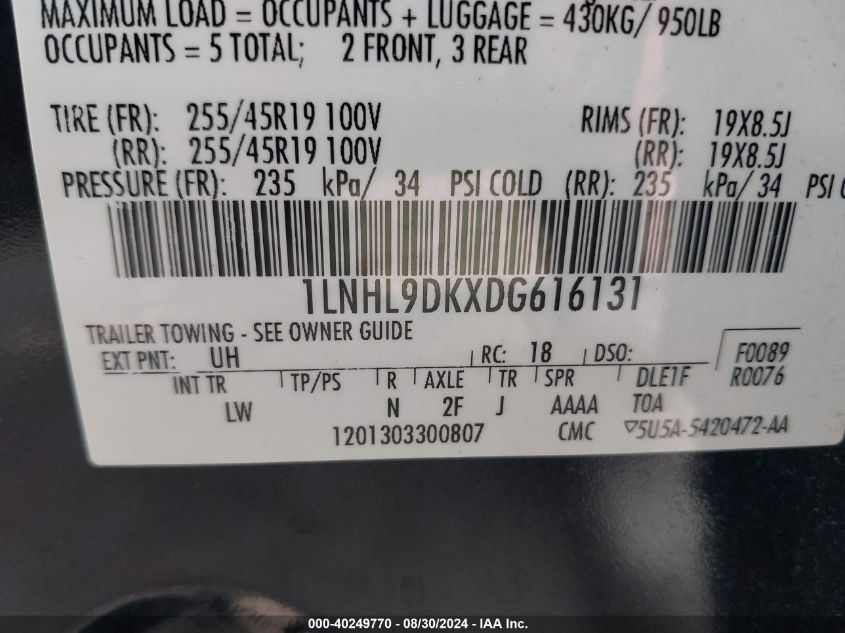 MAXIMUM LOAD = OCCUPANTS + LUGGAGE = 430KG/ 950LB
OCCUPANTS = 5 TOTAL; 2 FRONT, 3 REAR
TIRE (FR): 255/45R19 100V RIMS (FR): 19X8.5J
(RR): 255/45R19 100V (RR): 19X8.5J
PRESSURE (FR): 235 kPa/ 34 PSI COLD (RR): 235 kPa/ 34 PSI
1LNHL9DKXDG616131
TRAILER TOWING - SEE OWNER GUIDE
EXT PNT: UH RC: 18 DSO: F0089
INT TR TP/PS R AXLE TR SPR DLE1F R0076
LW N 2F J AAAA TOA
1201303300807 CMC ▽5U5A-5420472-AA
000-40249770 - 08/30/2024 - IAA Inc.